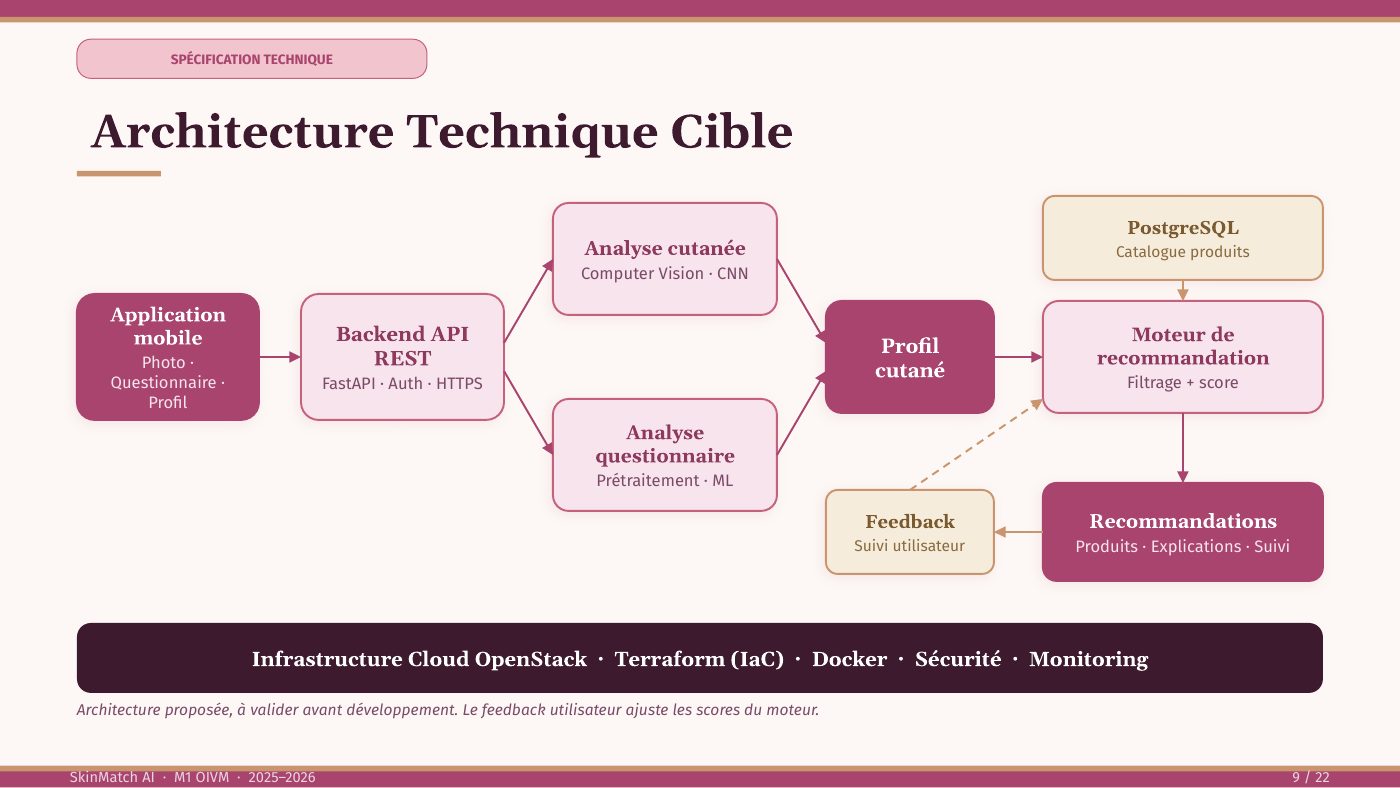 SPÉCIFICATION TECHNIQUE
Architecture Technique Cible
Application
mobile
Photo ·
Questionnaire ·
Profil
Backend API
REST
FastAPI · Auth · HTTPS
Analyse cutanée
Computer Vision · CNN
Analyse
questionnaire
Prétraitement · ML
Profil
cutané
PostgreSQL
Catalogue produits
Moteur de
recommandation
Filtrage + score
Feedback
Suivi utilisateur
Recommandations
Produits · Explications · Suivi
Infrastructure Cloud OpenStack · Terraform (IaC) · Docker · Sécurité · Monitoring
Architecture proposée, à valider avant développement. Le feedback utilisateur ajuste les scores du moteur.
SkinMatch AI · M1 OIVM · 2025–2026
9 / 22